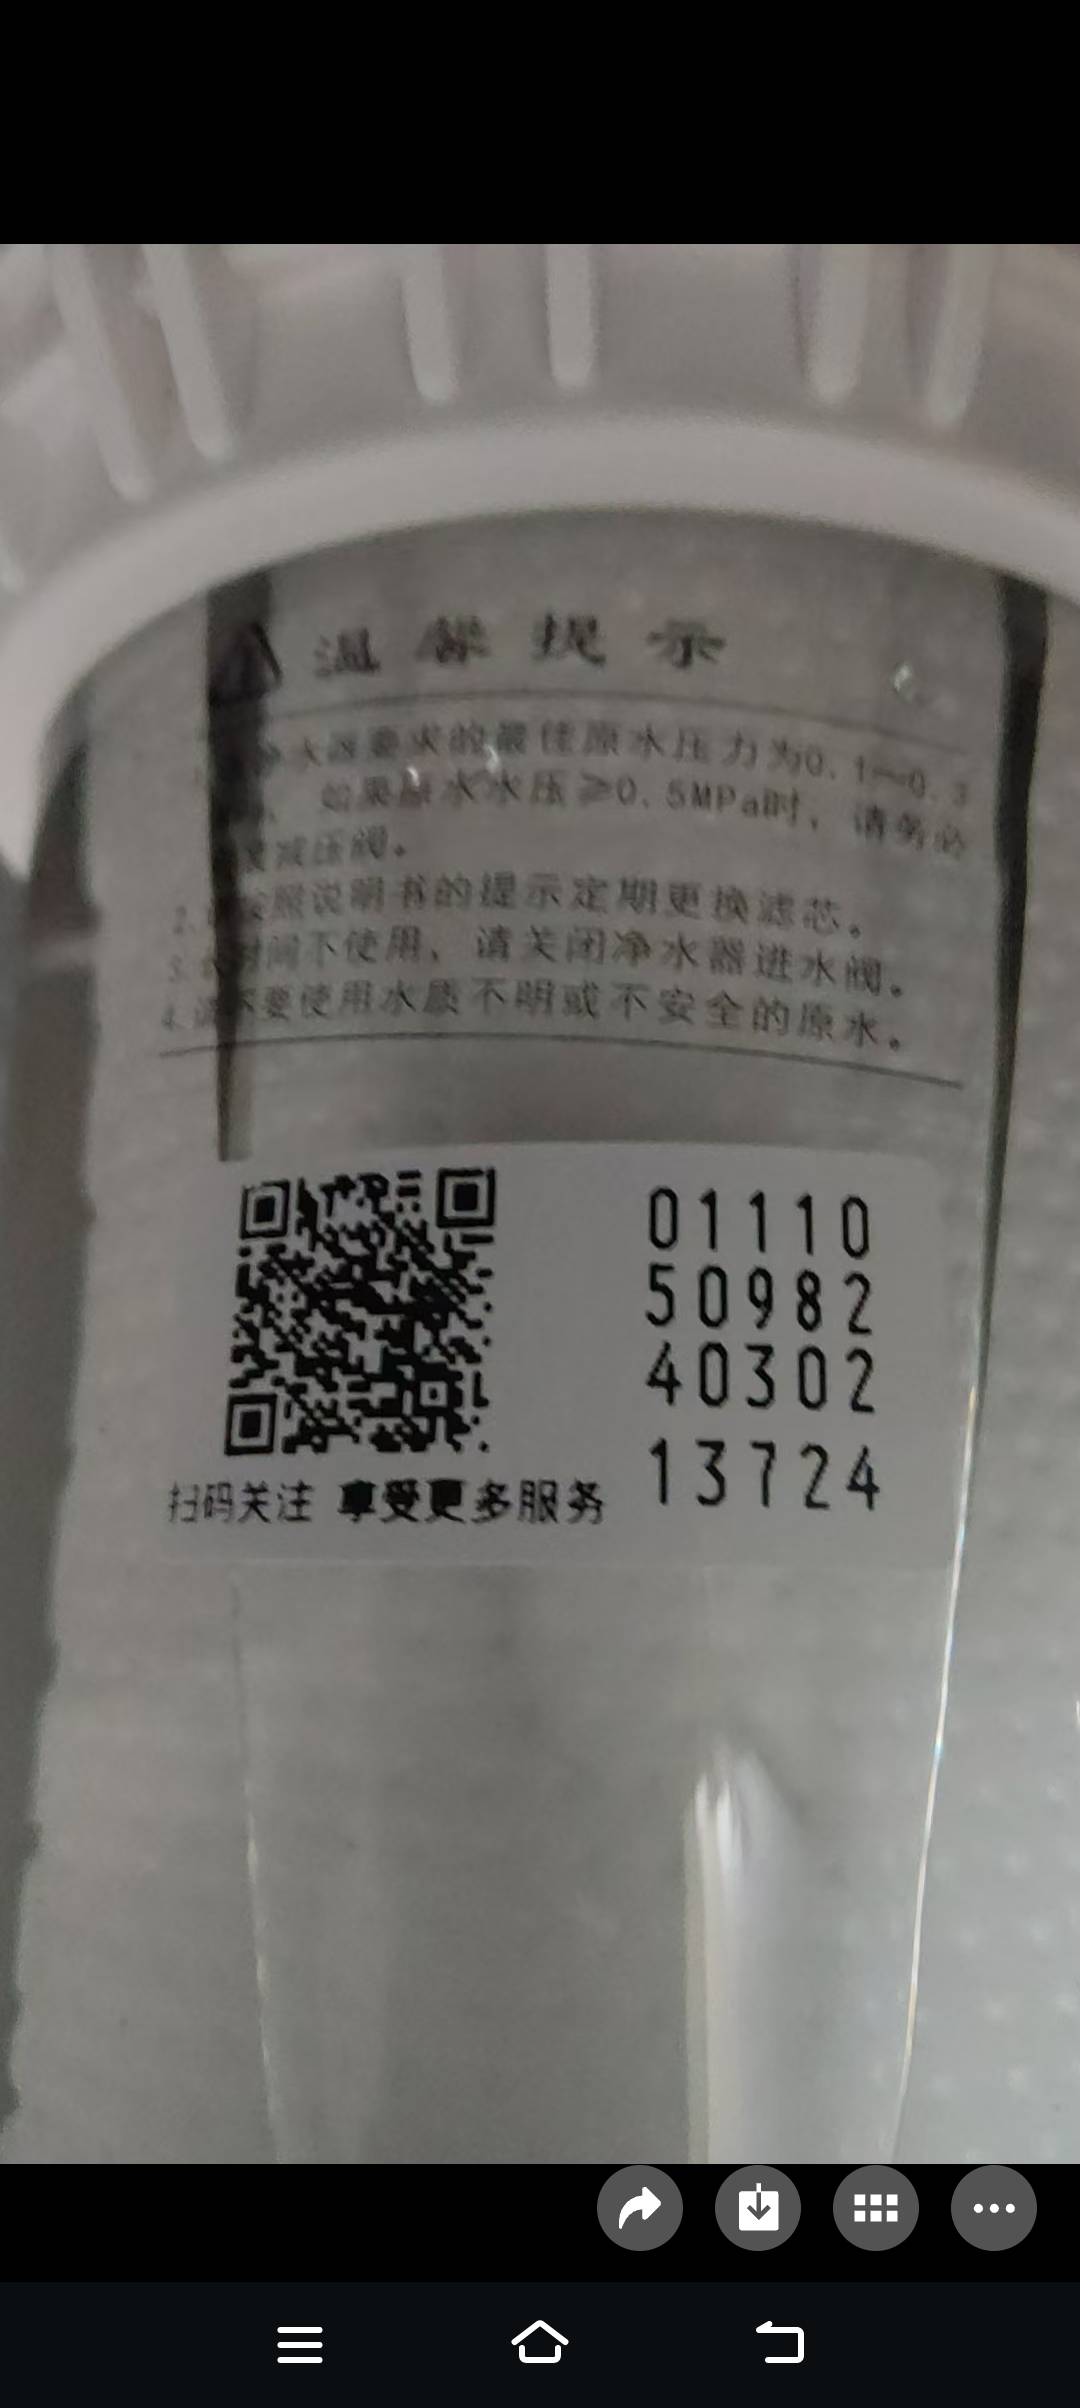 温馨提示
水器要求的最佳原水压力为0.1—0.3
如果原水水压≥0.5MPa时，请务必
减压阀。
2.按照说明书的提示定期更换滤芯。
3.时间不使用，请关闭净水器进水阀。
4.请不要使用水质不明或不安全的原水。
01110
50982
40302
13724
扫码关注 享受更多服务